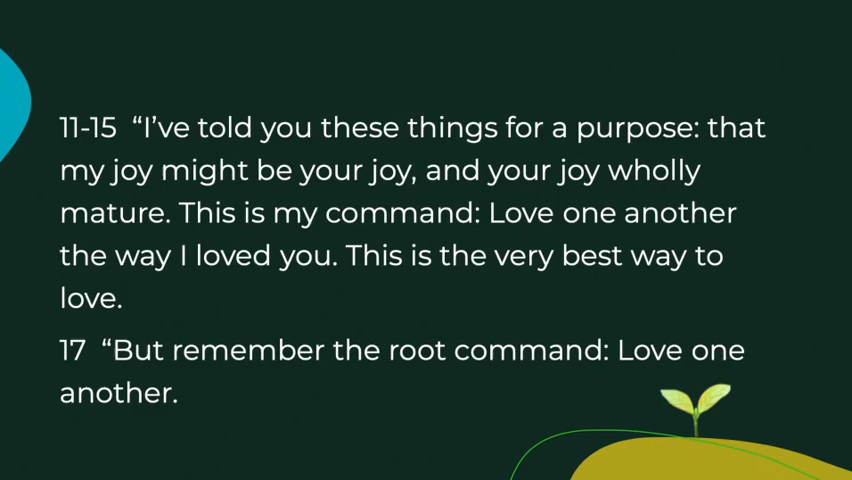 11-15  “I’ve told you these things for a purpose: that
my joy might be your joy, and your joy wholly
mature. This is my command: Love one another
the way I loved you. This is the very best way to
love.
17  “But remember the root command: Love one
another.